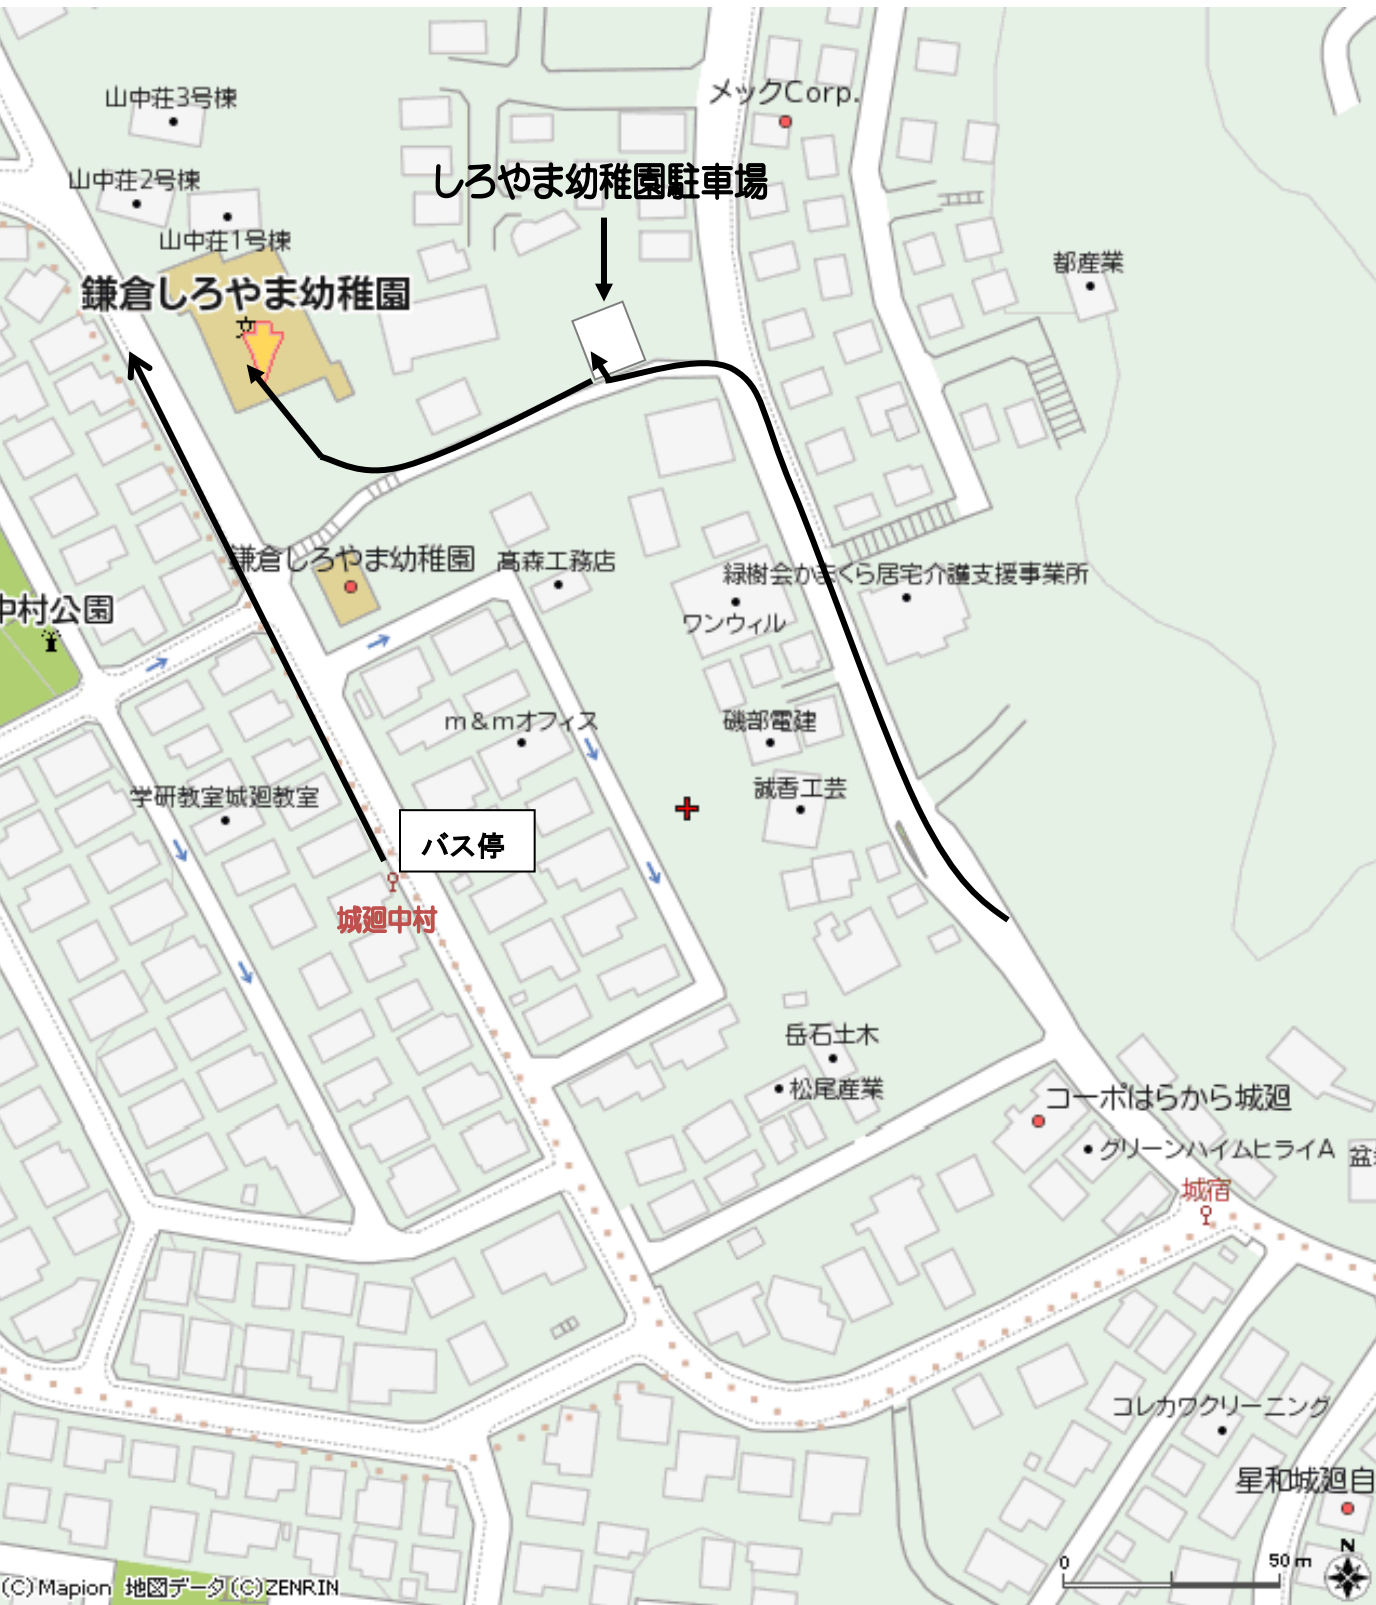 メックCorp.
山中荘3号棟
しろやま幼稚園駐車場
山中荘2号棟
山中荘1号棟
都産業
鎌倉しろやま幼稚園
文
鎌倉しろやま幼稚園
髙森工務店
緑樹会かまくら居宅介護支援事業所
中村公園
ワンウィル
m&mオフィス
磯部電建
誠香工芸
学研教室城廻教室
バス停
城廻中村
岳石土木
松尾産業
コーポはらから城廻
グリーンハイムヒライA
城宿
コレカワクリーニング
星和城廻自
N
0 50m
(C)Mapion 地図データ(C)ZENRIN